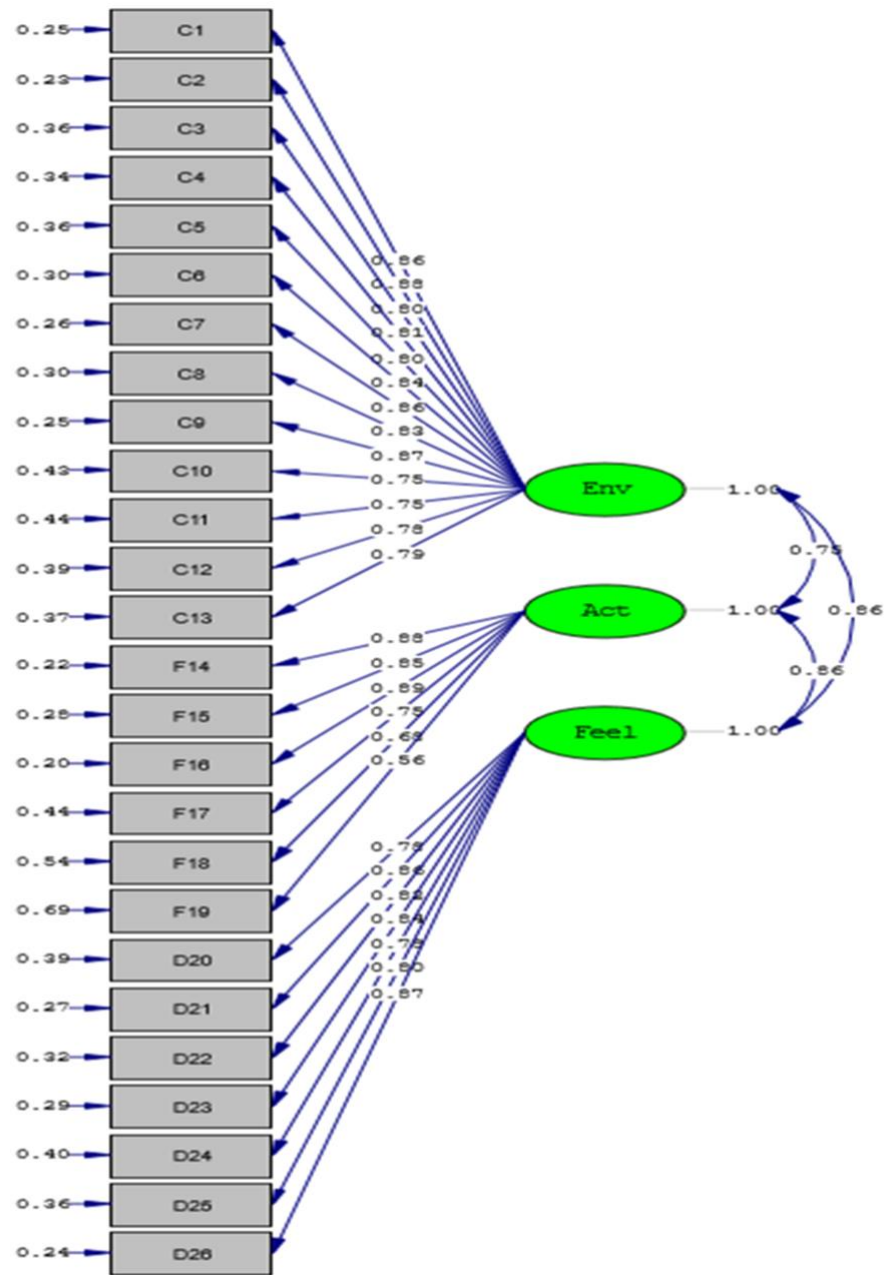 0.25 C1
0.23 C2
0.36 C3
0.34 C4
0.36 C5
0.30 C6
0.26 C7
0.30 C8
0.25 C9
0.43 C10
0.44 C11
0.39 C12
0.37 C13
0.22 F14
0.28 F15
0.20 F16
0.44 F17
0.54 F18
0.69 F19
0.39 D20
0.27 D21
0.32 D22
0.29 D23
0.40 D24
0.36 D25
0.24 D26
0.86
0.88
0.80
0.81
0.80
0.84
0.86
0.83
0.87
0.75
0.75
0.78
0.79
0.88
0.85
0.89
0.75
0.68
0.56
0.78
0.86
0.82
0.84
0.78
0.80
0.87
Env 1.00
Act 1.00
Feel 1.00
0.75
0.86
0.86